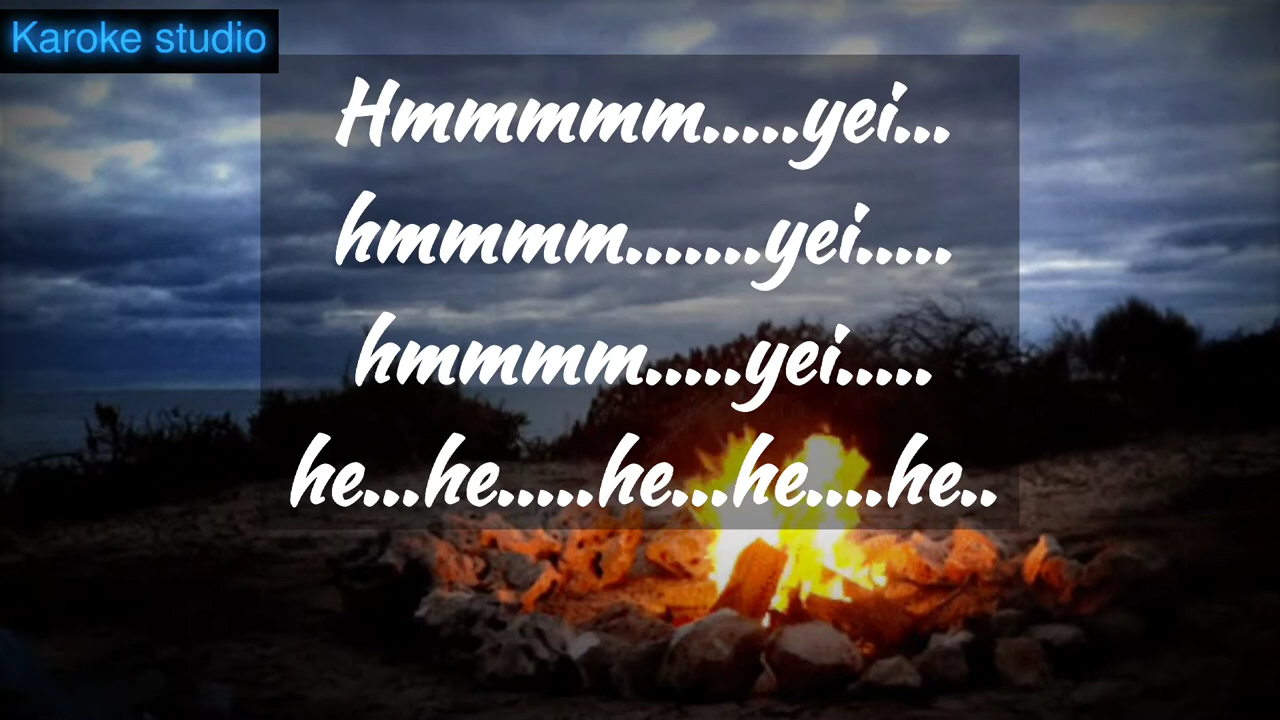 Karoke studio
Hmmmmm.....yei...
hmmmm.......yei.....
hmmmm.....yei.....
he...he.....he...he....he..